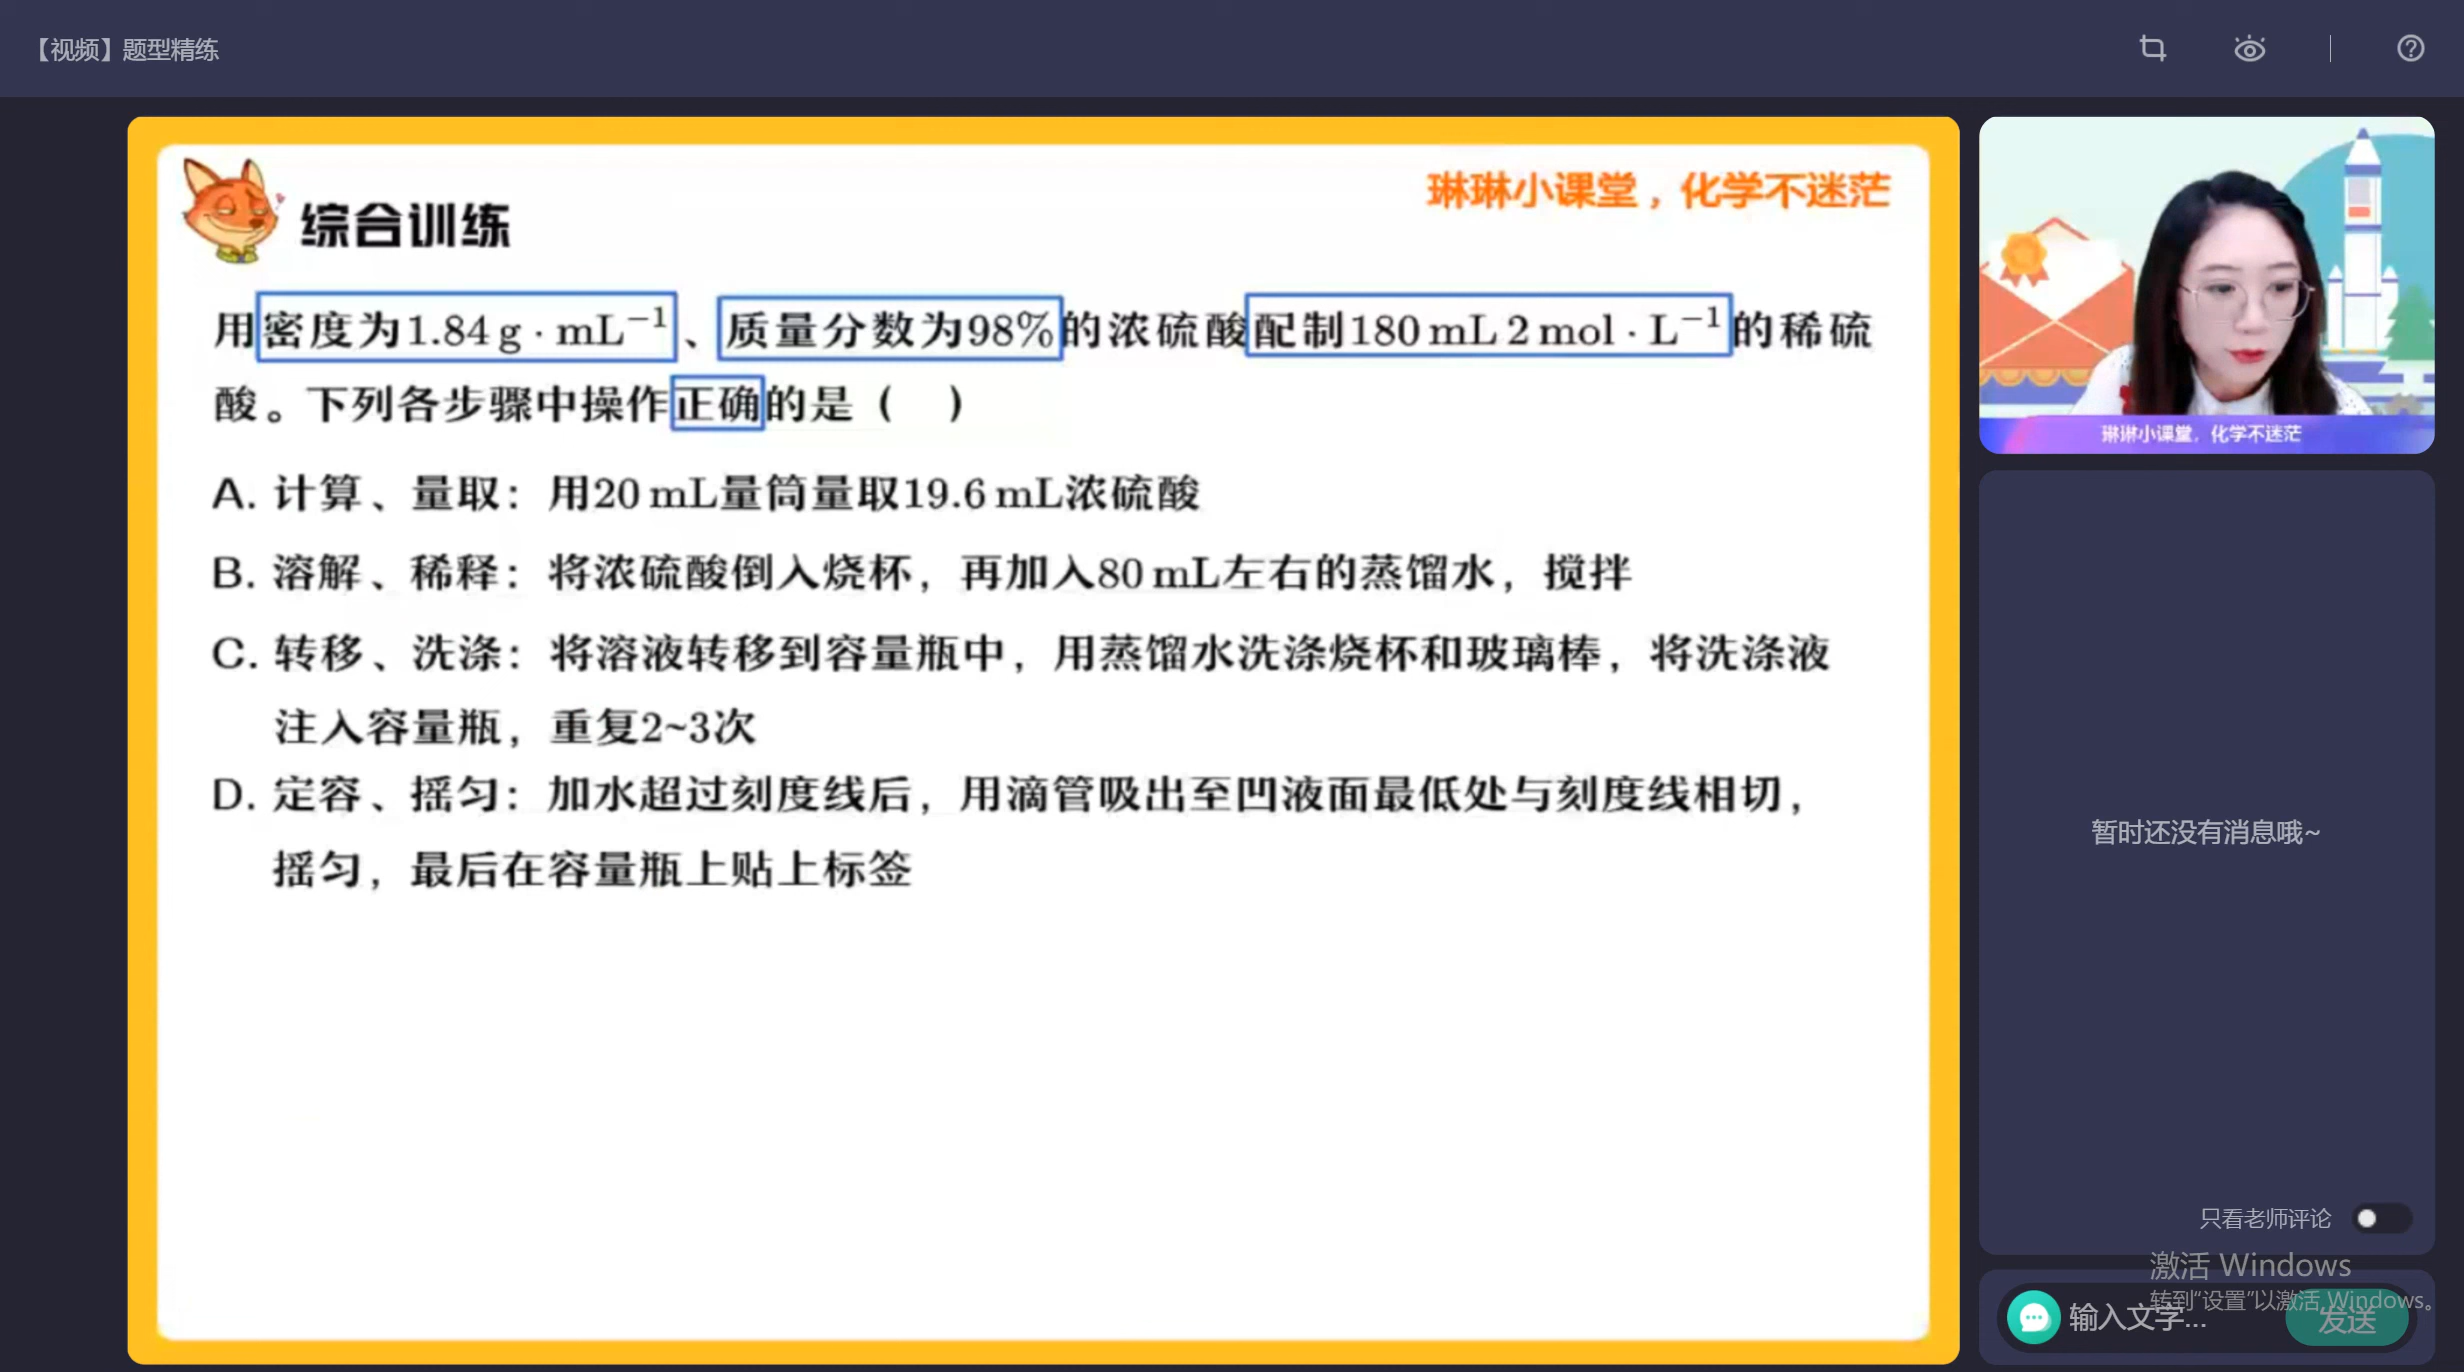 【视频】题型精练
琳琳小课堂，化学不迷茫
综合训练
用密度为1.84 g · mL⁻¹、质量分数为98%的浓硫酸配制180 mL 2 mol · L⁻¹的稀硫
酸。下列各步骤中操作正确的是（　）
A. 计算、量取：用20 mL量筒量取19.6 mL浓硫酸
B. 溶解、稀释：将浓硫酸倒入烧杯，再加入80 mL左右的蒸馏水，搅拌
C. 转移、洗涤：将溶液转移到容量瓶中，用蒸馏水洗涤烧杯和玻璃棒，将洗涤液
注入容量瓶，重复2~3次
D. 定容、摇匀：加水超过刻度线后，用滴管吸出至凹液面最低处与刻度线相切，
摇匀，最后在容量瓶上贴上标签
琳琳小课堂，化学不迷茫
暂时还没有消息哦~
只看老师评论
激活 Windows
转到"设置"以激活 Windows。
输入文字...
发送